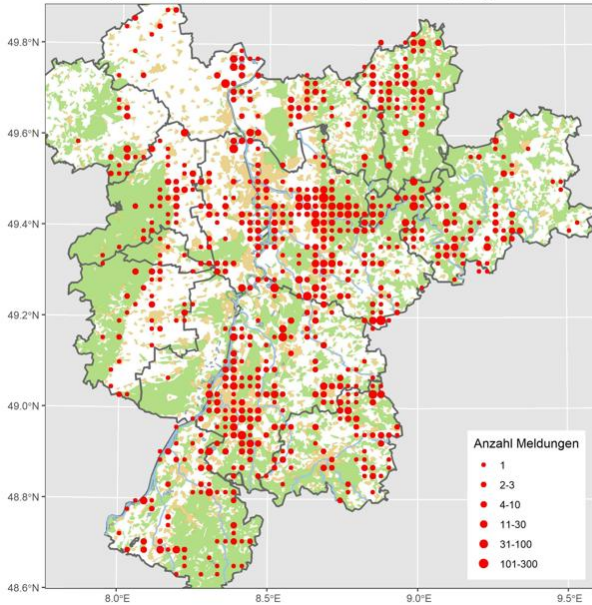 49.8°N
49.6°N
49.4°N
49.2°N
49.0°N
48.8°N
48.6°N
8.0°E
8.5°E
9.0°E
9.5°E
Anzahl Meldungen
1
2-3
4-10
11-30
31-100
101-300